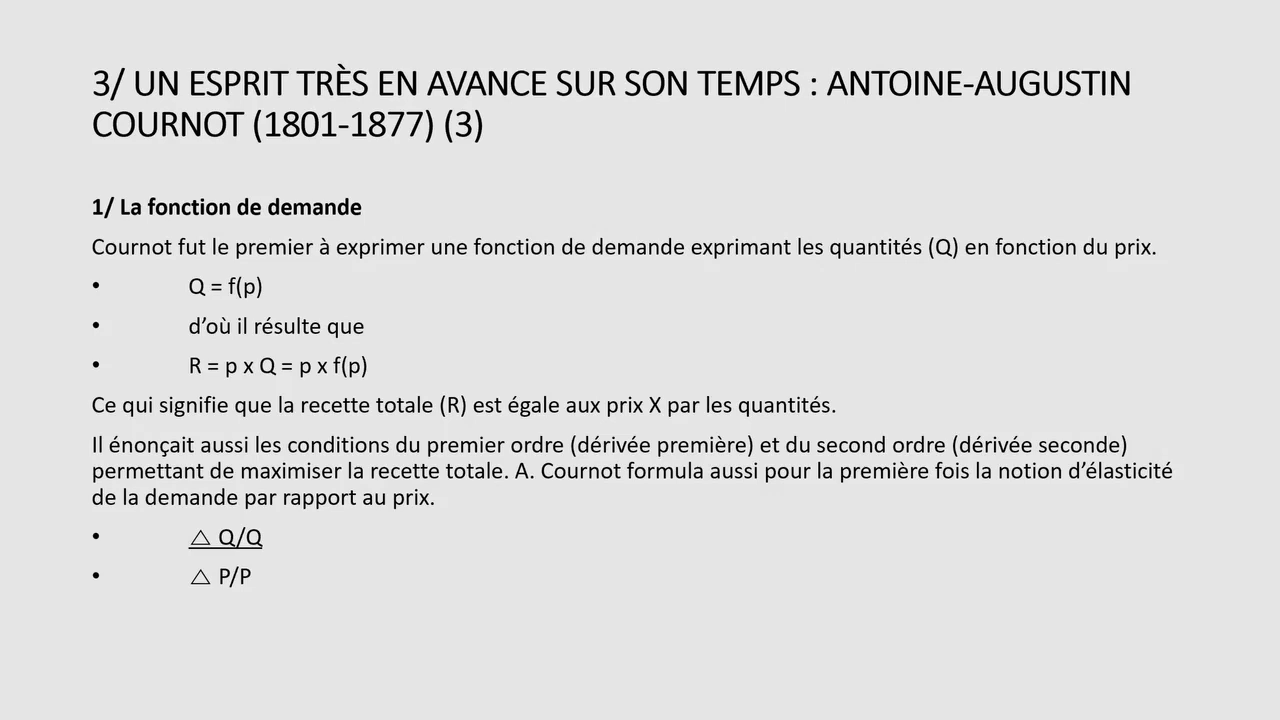 3/ UN ESPRIT TRÈS EN AVANCE SUR SON TEMPS : ANTOINE-AUGUSTIN
COURNOT (1801-1877) (3)
1/ La fonction de demande
Cournot fut le premier à exprimer une fonction de demande exprimant les quantités (Q) en fonction du prix.
• Q = f(p)
• d’où il résulte que
• R = p x Q = p x f(p)
Ce qui signifie que la recette totale (R) est égale aux prix X par les quantités.
Il énonçait aussi les conditions du premier ordre (dérivée première) et du second ordre (dérivée seconde)
permettant de maximiser la recette totale. A. Cournot formula aussi pour la première fois la notion d’élasticité
de la demande par rapport au prix.
• △ Q/Q
• △ P/P